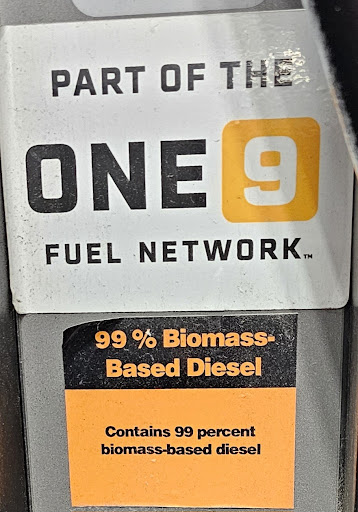 PART OF THE
ONE 9
FUEL NETWORK™
99 % Biomass-
Based Diesel
Contains 99 percent
biomass-based diesel